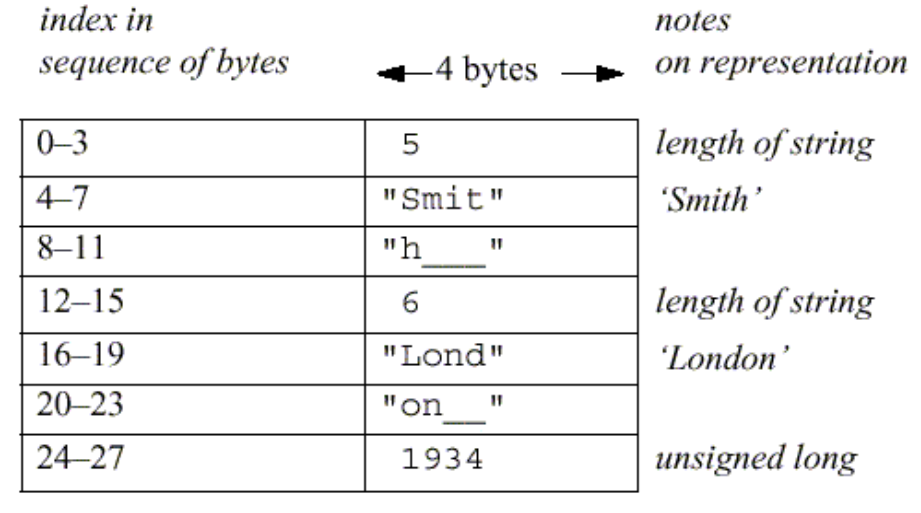 index in notes
sequence of bytes 4 bytes on representation
0–3 5 length of string
4–7 "Smit" ‘Smith’
8–11 "h___"
12–15 6 length of string
16–19 "Lond" ‘London’
20–23 "on__"
24–27 1934 unsigned long